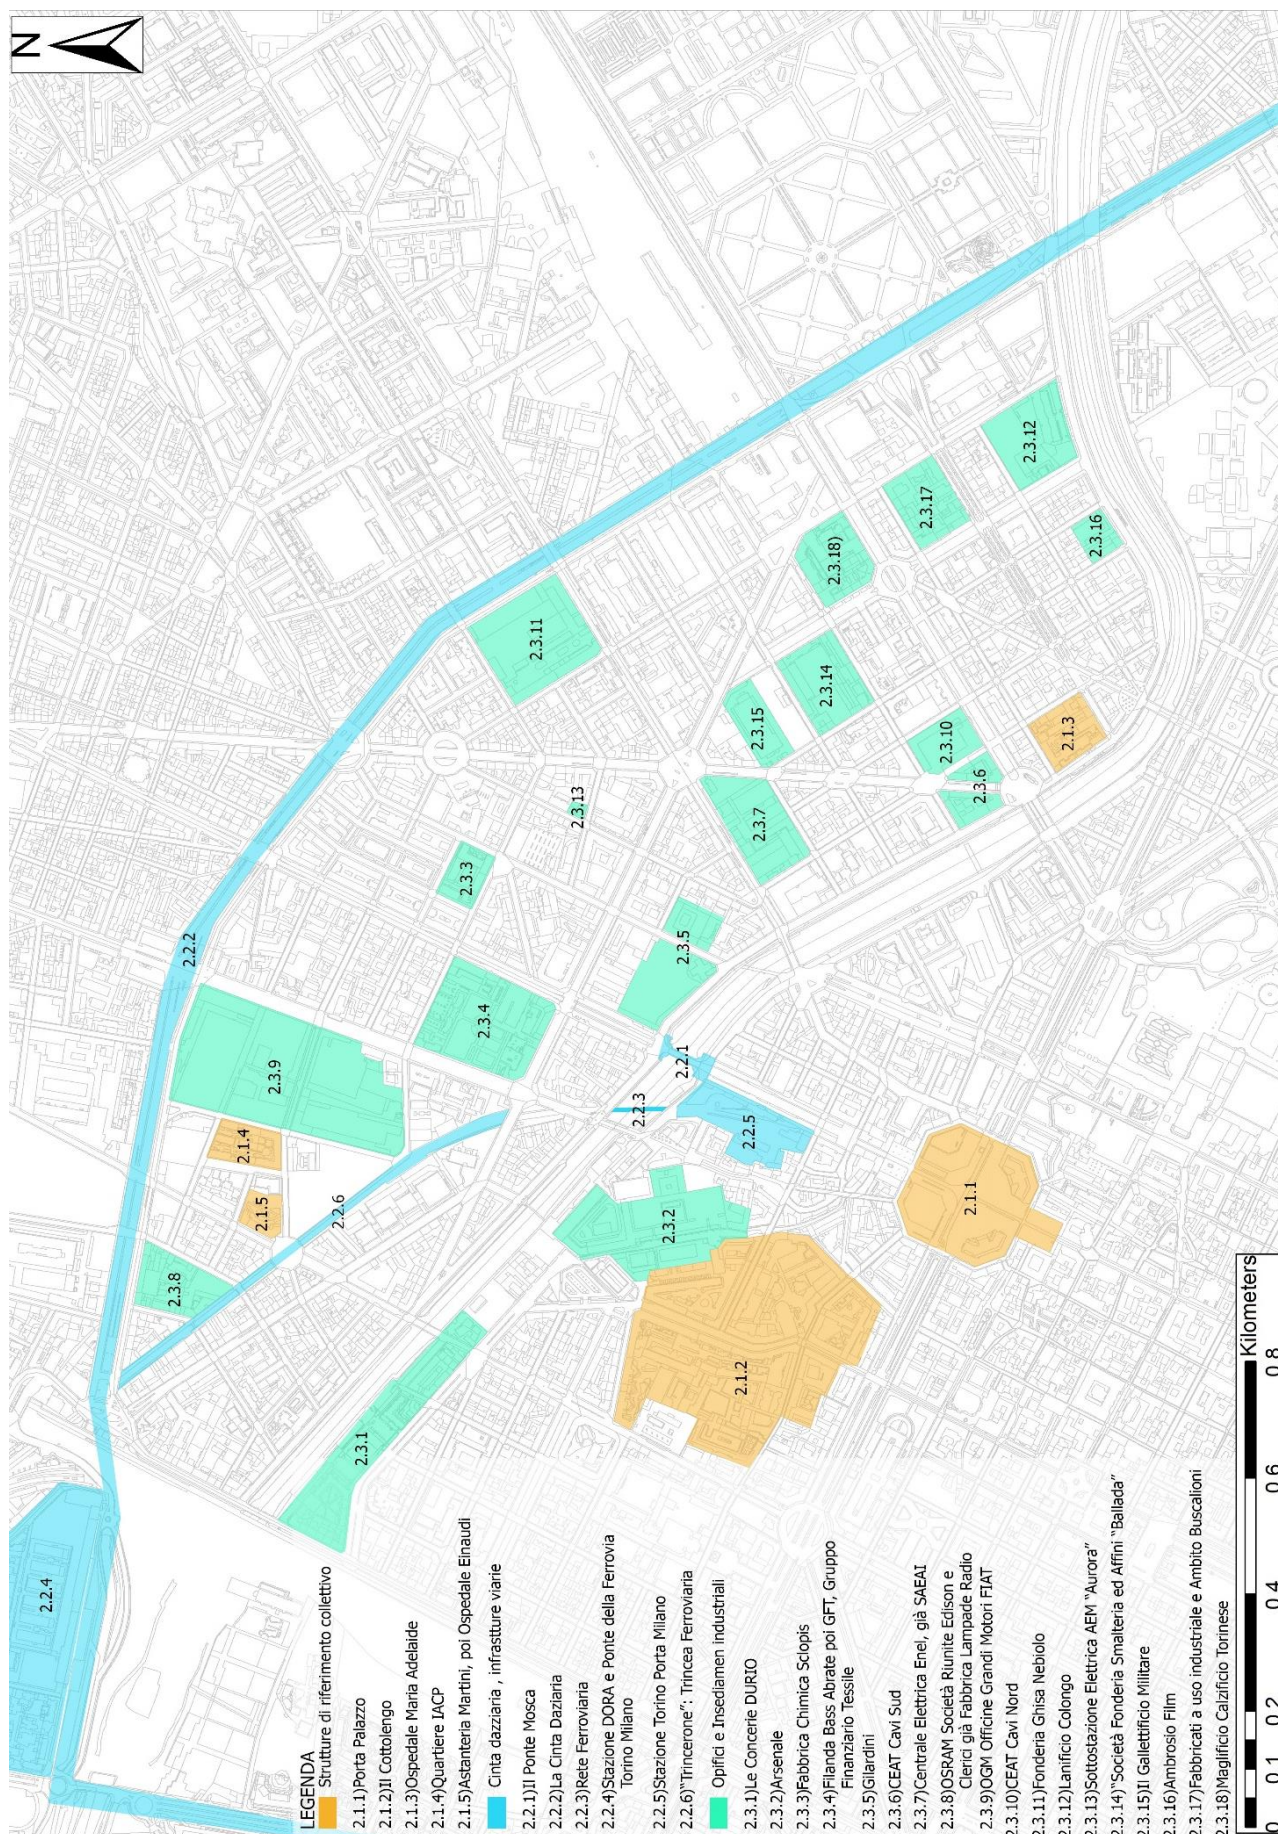 N
2.2.4
2.2.2
2.3.8
2.1.5
2.1.4
2.3.9
2.2.6
2.3.1
2.3.4
2.3.3
2.3.13
2.3.11
2.3.2
2.2.3
2.2.1
2.2.5
2.3.5
2.3.7
2.3.15
2.3.14
2.3.18)
2.3.17
2.3.12
2.3.16
2.3.10
2.3.6
2.1.3
2.1.2
2.1.1
LEGENDA
Strutture di riferimento collettivo
2.1.1)Porta Palazzo
2.1.2)Il Cottolengo
2.1.3)Ospedale Maria Adelaide
2.1.4)Quartiere IACP
2.1.5)Astanteria Martini, poi Ospedale Einaudi
Cinta dazziaria , infrastture viarie
2.2.1)Il Ponte Mosca
2.2.2)La Cinta Daziaria
2.2.3)Rete Ferroviaria
2.2.4)Stazione DORA e Ponte della Ferrovia
Torino Milano
2.2.5)Stazione Torino Porta Milano
2.2.6)"Trincerone": Trincea Ferroviaria
Opifici e Insediamen industriali
2.3.1)Le Concerie DURIO
2.3.2)Arsenale
2.3.3)Fabbrica Chimica Sclopis
2.3.4)Filanda Bass Abrate poi GFT, Gruppo
Finanziario Tessile
2.3.5)Gilardini
2.3.6)CEAT Cavi Sud
2.3.7)Centrale Elettrica Enel, già SAEAI
2.3.8)OSRAM Società Riunite Edison e
Clerici già Fabbrica Lampade Radio
2.3.9)OGM Officine Grandi Motori FIAT
2.3.10)CEAT Cavi Nord
2.3.11)Fonderia Ghisa Nebiolo
2.3.12)Lanificio Colongo
2.3.13)Sottostazione Elettrica AEM "Aurora"
2.3.14)"Società Fonderia Smalteria ed Affini "Ballada"
2.3.15)Il Gallettificio Militare
2.3.16)Ambrosio Film
2.3.17)Fabbricati a uso industriale e Ambito Buscalioni
2.3.18)Maglificio Calzificio Torinese
Kilometers
0 0.1 0.2 0.4 0.6 0.8